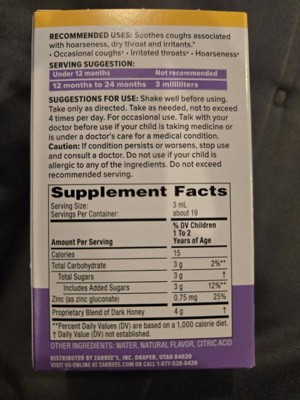 RECOMMENDED USES: Soothes coughs associated
with hoarseness, dry throat and irritants.*
• Occasional coughs* • Irritated throats* • Hoarseness*
SERVING SUGGESTION:
Under 12 months Not recommended
12 months to 24 months 3 milliliters
SUGGESTIONS FOR USE: Shake well before using.
Take only as directed. Take as needed, not to exceed
4 times per day. For occasional use. Talk with your
doctor before use if your child is taking medicine or
is under a doctor's care for a medical condition.
Caution: If condition persists or worsens, stop use
and consult a doctor. Do not use if your child is
allergic to any of the ingredients. Do not exceed
recommended serving.
Supplement Facts
Serving Size: 3 mL
Servings Per Container: about 19
% DV Children
1 To 2
Amount Per Serving Years of Age
Calories 15
Total Carbohydrate 3 g 2%**
Total Sugars 3 g †
Includes Added Sugars 3 g 12%**
Zinc (as zinc gluconate) 0.75 mg 25%
Proprietary Blend of Dark Honey 4 g †
**Percent Daily Values (DV) are based on a 1,000 calorie diet.
† Daily Value (DV) not established.
OTHER INGREDIENTS: WATER, NATURAL FLAVOR, CITRIC ACID
DISTRIBUTED BY ZARBEE'S, INC. DRAPER, UTAH 84020
VISIT US ONLINE AT ZARBEES.COM OR CALL 1-877-528-0428